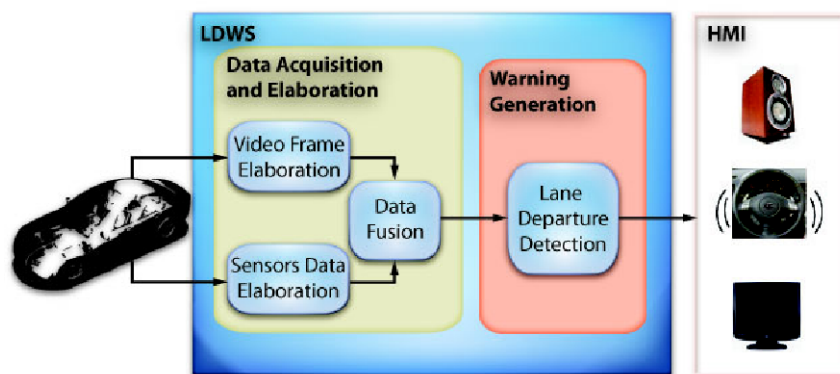 LDWS
Data Acquisition
and Elaboration
Video Frame
Elaboration
Sensors Data
Elaboration
Data
Fusion
Warning
Generation
Lane
Departure
Detection
HMI